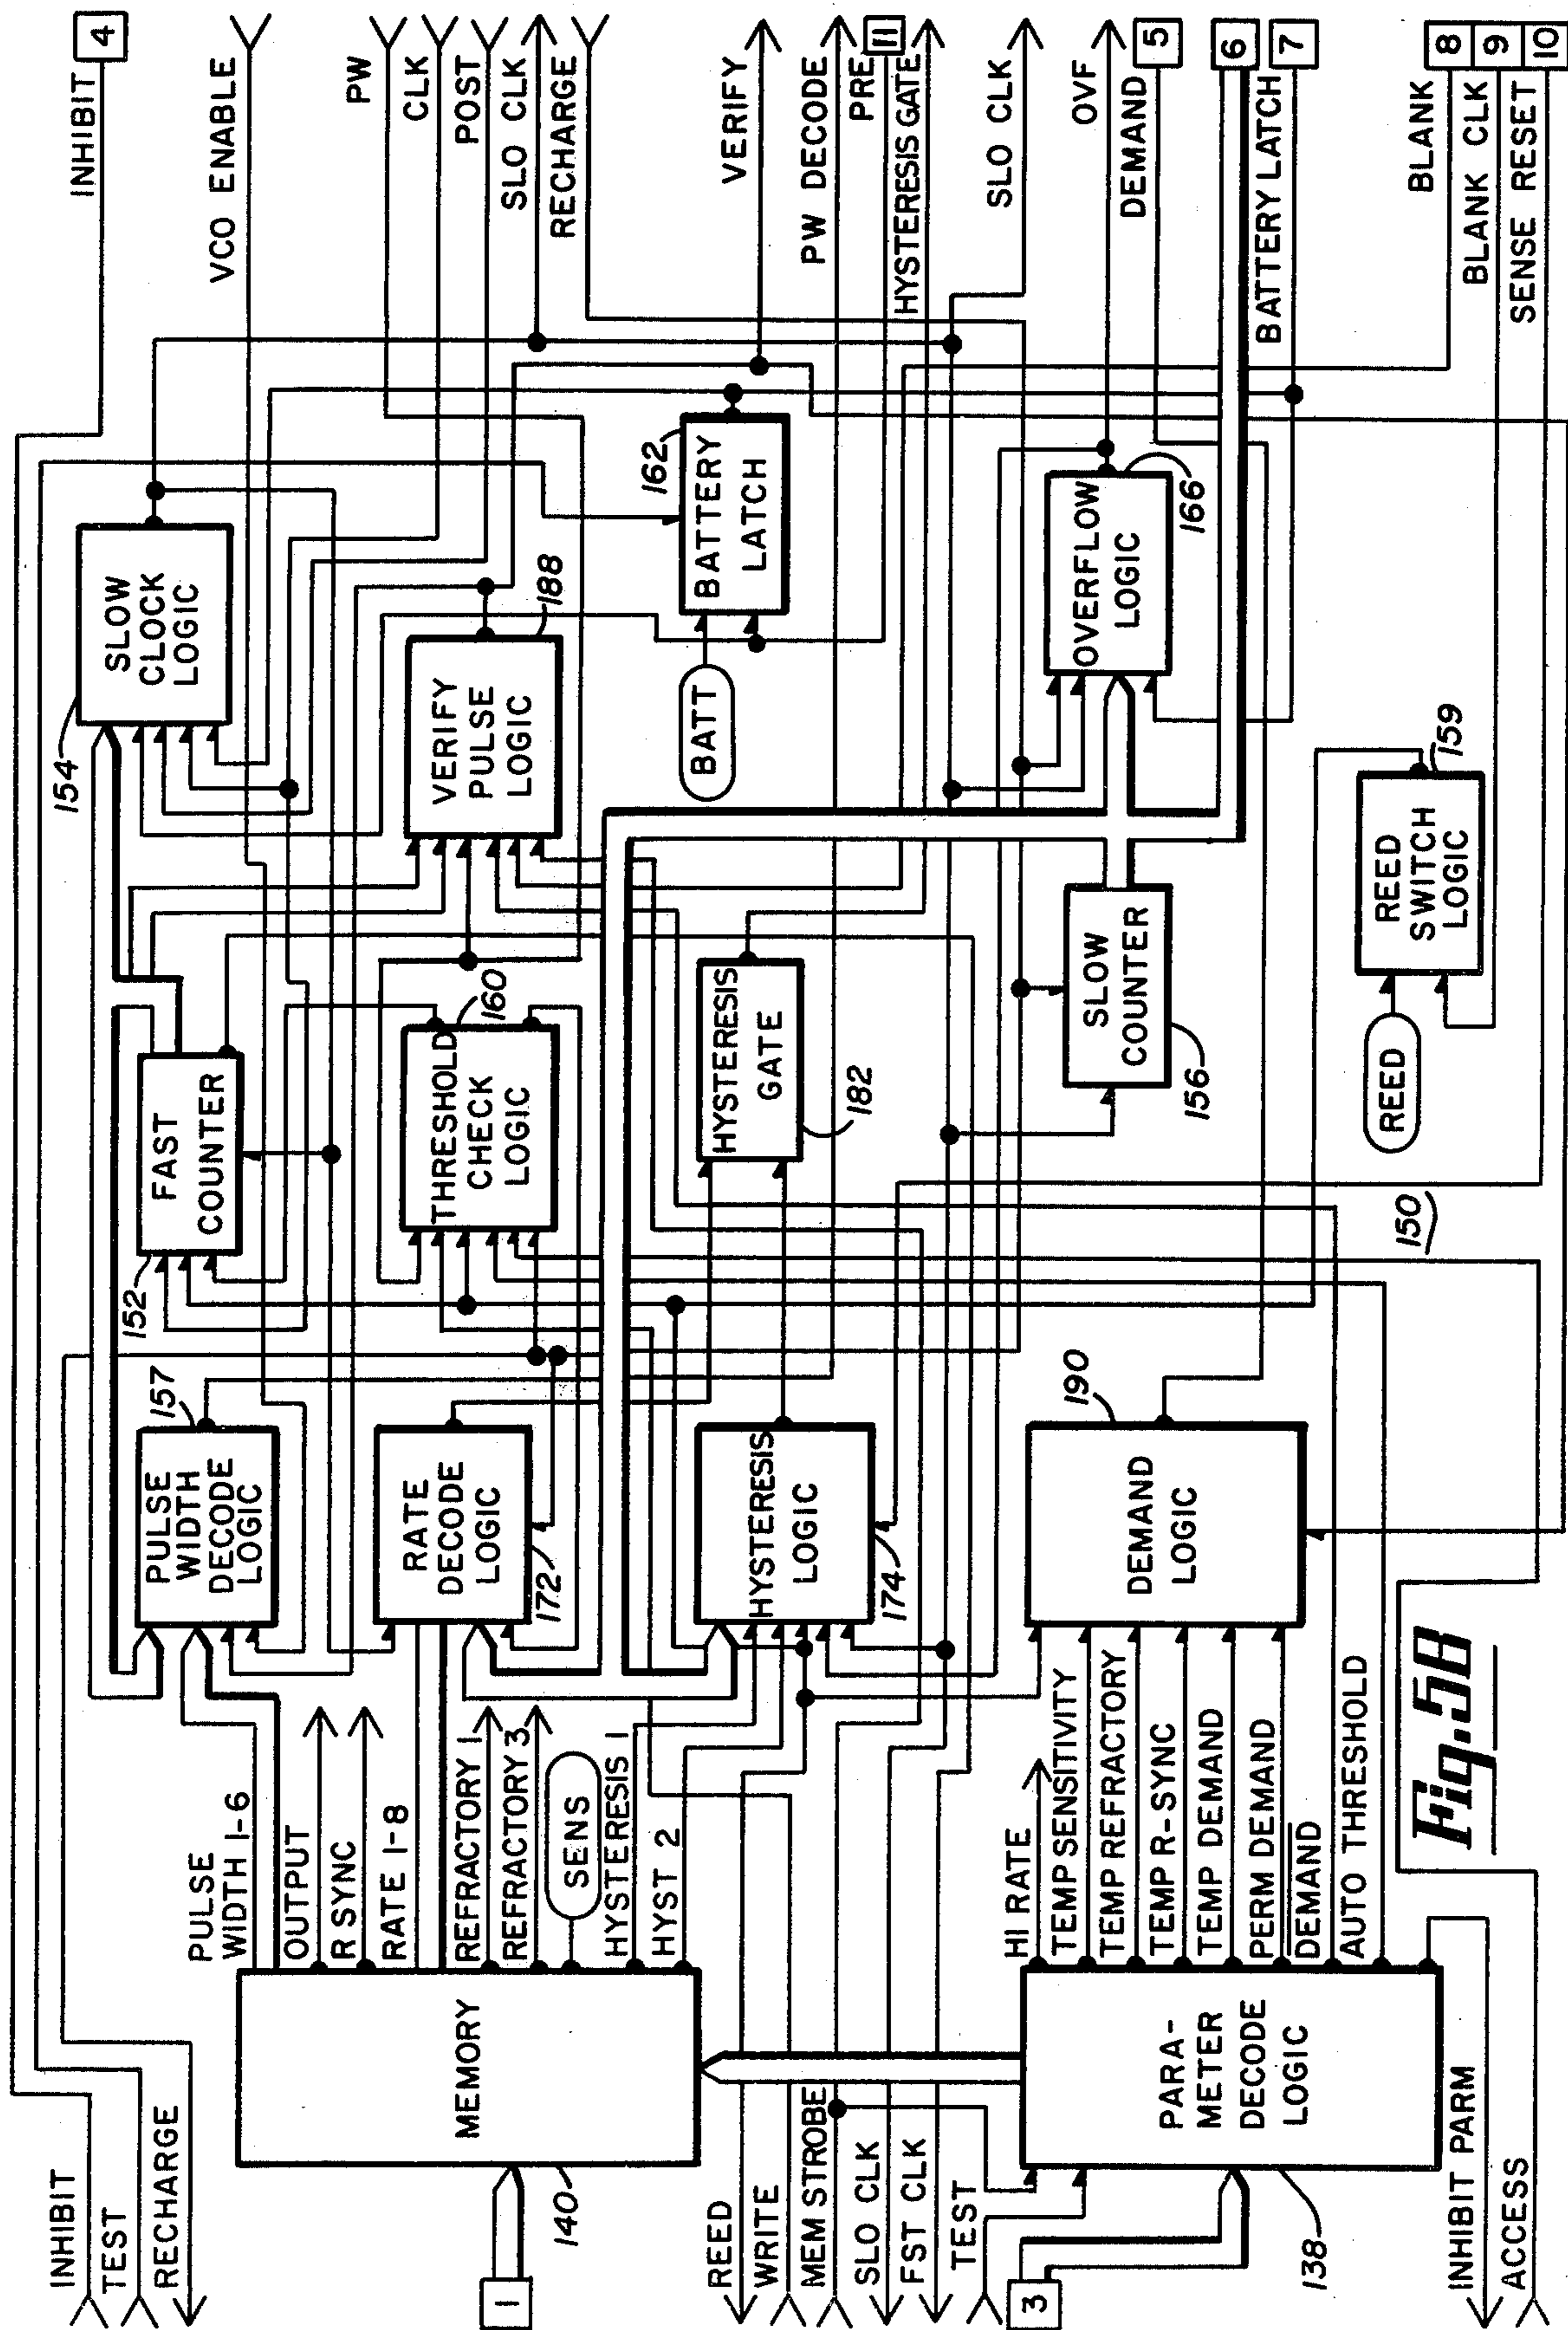 INHIBIT
TEST
RECHARGE
1
140
MEMORY
PULSE
WIDTH 1-6
OUTPUT
R SYNC
RATE 1-8
REFRACTORY 1
REFRACTORY 3
SENS
HYSTERESIS 1
HYST 2
REED
WRITE
MEM STROBE
SLO CLK
FST CLK
TEST
3
138
PARA-
METER
DECODE
LOGIC
INHIBIT PARM
ACCESS
HI RATE
TEMP SENSITIVITY
TEMP REFRACTORY
TEMP R-SYNC
TEMP DEMAND
PERM DEMAND
DEMAND
AUTO THRESHOLD
PULSE
WIDTH
DECODE
LOGIC
157
RATE
DECODE
LOGIC
172
HYSTERESIS
LOGIC
174
DEMAND
LOGIC
190
152
FAST
COUNTER
THRESHOLD
CHECK
LOGIC
160
HYSTERESIS
GATE
182
SLOW
COUNTER
156
REED
150
154
SLOW
CLOCK
LOGIC
VERIFY
PULSE
LOGIC
188
BATT
BATTERY
LATCH
162
OVERFLOW
LOGIC
166
REED
SWITCH
LOGIC
159
INHIBIT
4
VCO ENABLE
PW
CLK
POST
SLO CLK
RECHARGE
VERIFY
PW DECODE
PRE
11
HYSTERESIS GATE
SLO CLK
OVF
DEMAND
5
6
BATTERY LATCH
7
BLANK
8
BLANK CLK
9
SENSE RESET
10
Fig. 5B